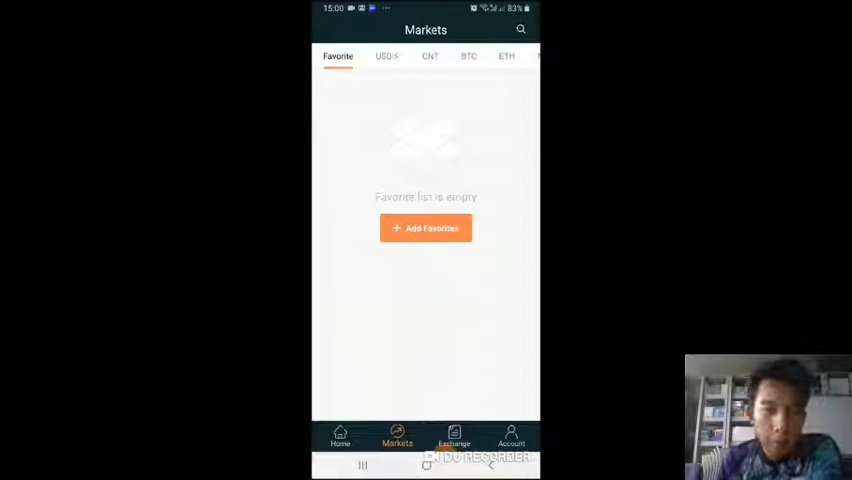 15:00
83%
Markets
Favorite USD㉿ CNT BTC ETH
Favorite list is empty
+ Add Favorites
Home Markets Exchange Account
DU RECORDER